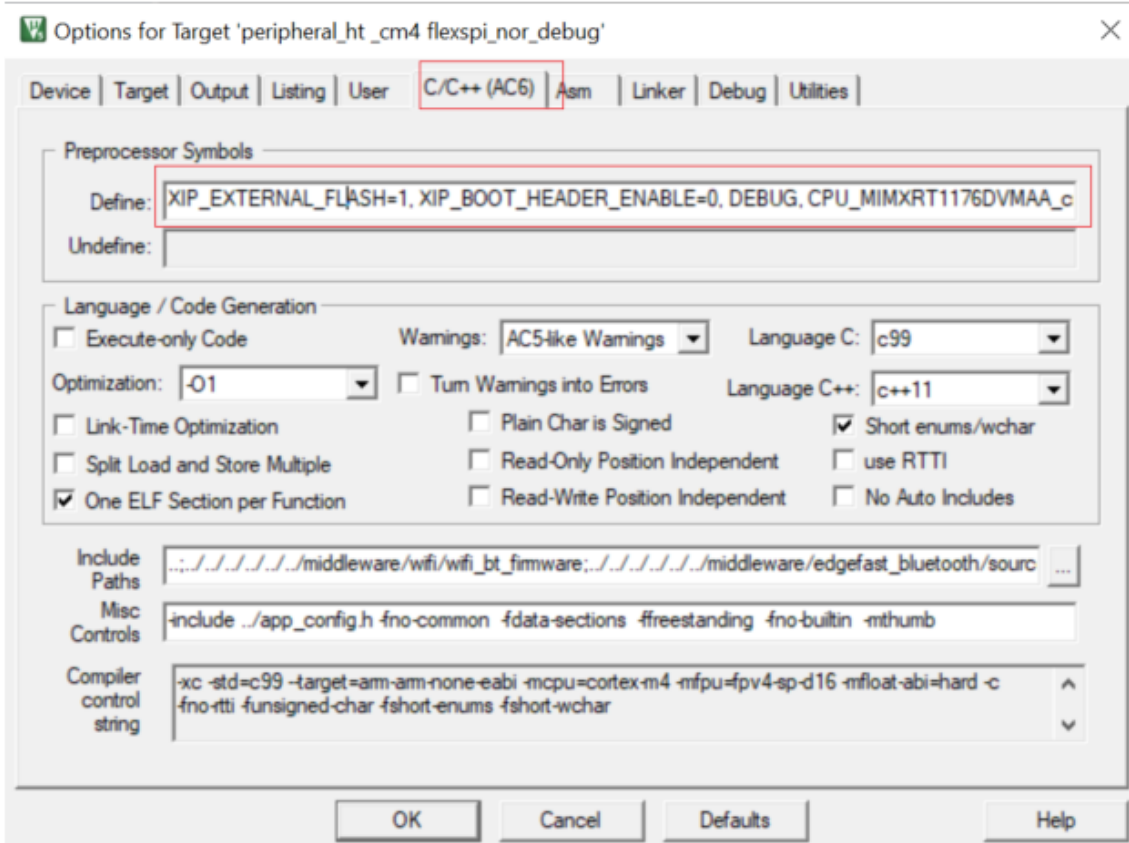 Options for Target 'peripheral_ht _cm4 flexspi_nor_debug'
Device | Target | Output | Listing | User | C/C++ (AC6) | Asm | Linker | Debug | Utilities
Preprocessor Symbols
Define: XIP_EXTERNAL_FLASH=1, XIP_BOOT_HEADER_ENABLE=0, DEBUG, CPU_MIMXRT1176DVMAA_c
Undefine:
Language / Code Generation
Execute-only Code Warnings: AC5-like Warnings Language C: c99
Optimization: -O1 Turn Warnings into Errors Language C++: c++11
Link-Time Optimization Plain Char is Signed Short enums/wchar
Split Load and Store Multiple Read-Only Position Independent use RTTI
One ELF Section per Function Read-Write Position Independent No Auto Includes
Include Paths ..;../../../../../../middleware/wifi/wifi_bt_firmware;../../../../../../middleware/edgefast_bluetooth/sourc ...
Misc Controls -include ../app_config.h -fno-common -fdata-sections -ffreestanding -fno-builtin -mthumb
Compiler control string -xc -std=c99 --target=arm-arm-none-eabi -mcpu=cortex-m4 -mfpu=fpv4-sp-d16 -mfloat-abi=hard -c
-fno-rtti -funsigned-char -fshort-enums -fshort-wchar
OK Cancel Defaults Help